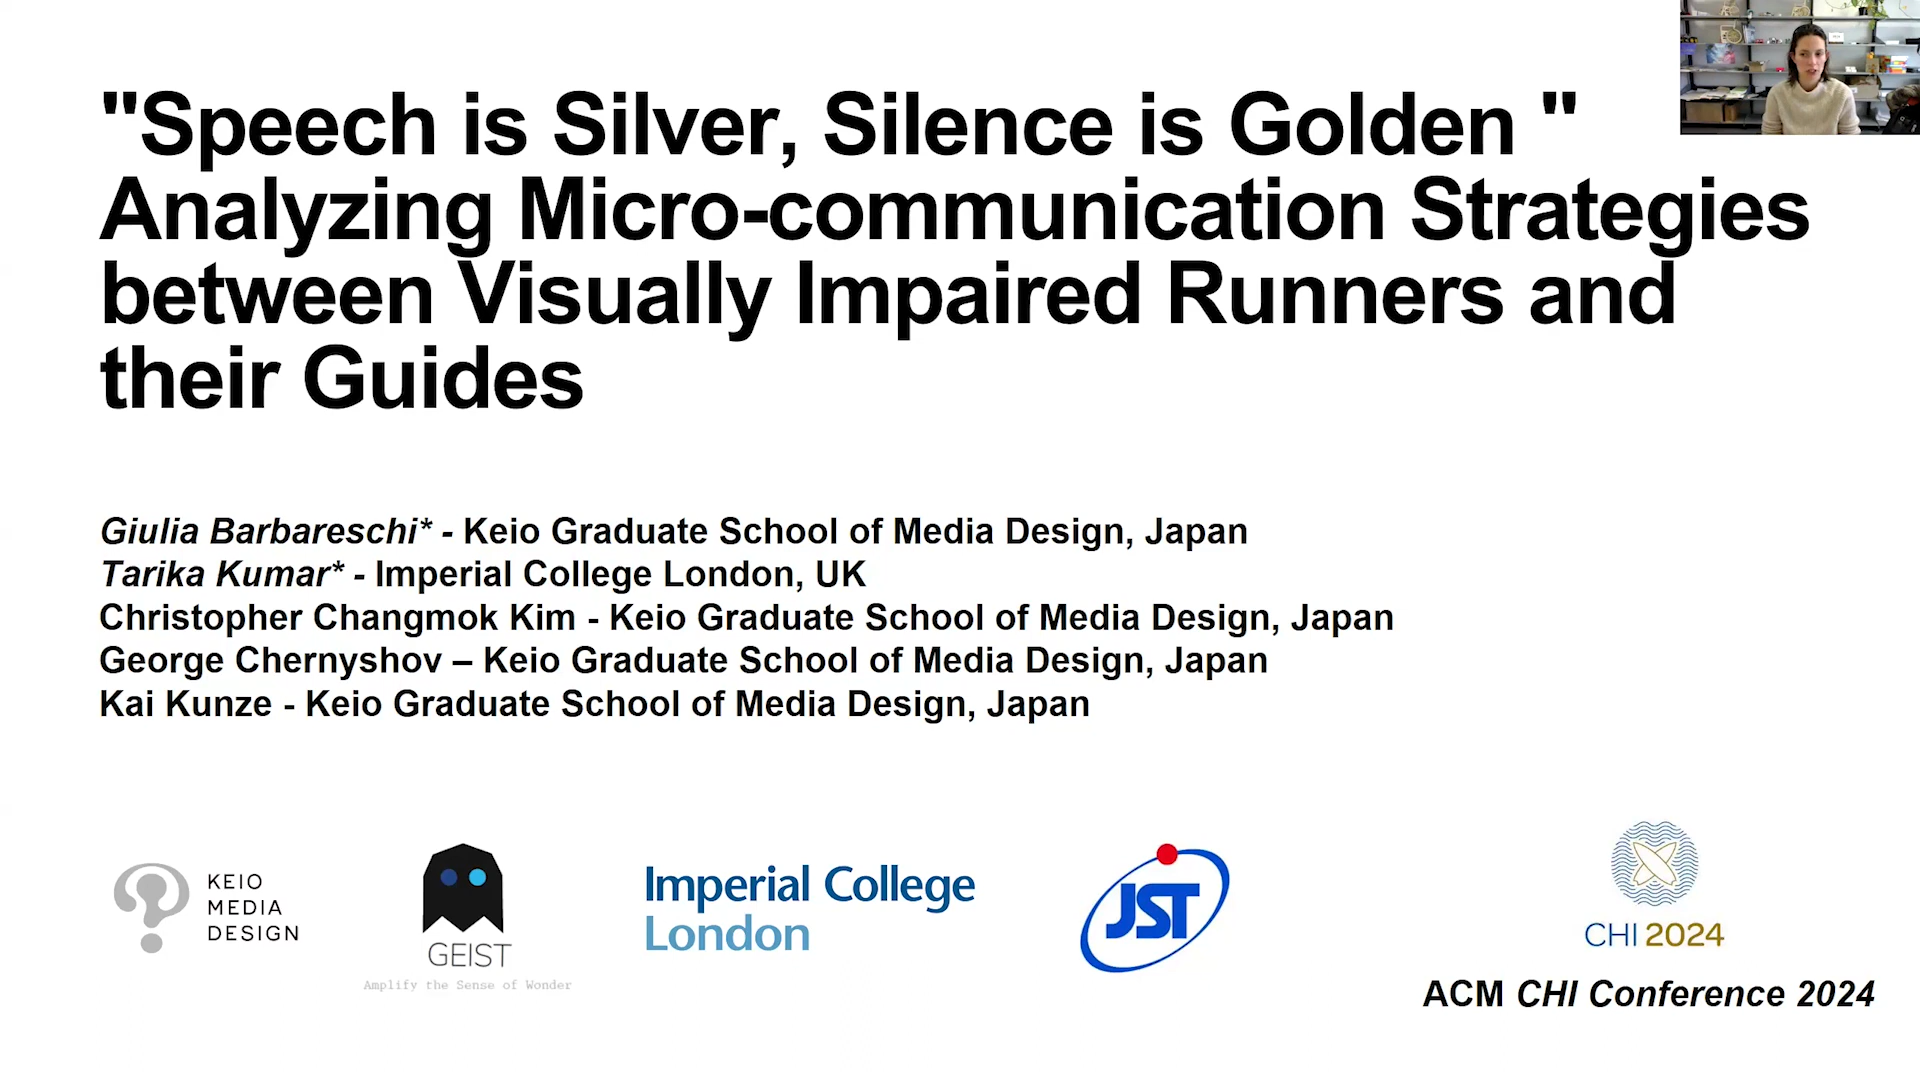 "Speech is Silver, Silence is Golden "
Analyzing Micro-communication Strategies
between Visually Impaired Runners and
their Guides
Giulia Barbareschi* - Keio Graduate School of Media Design, Japan
Tarika Kumar* - Imperial College London, UK
Christopher Changmok Kim - Keio Graduate School of Media Design, Japan
George Chernyshov – Keio Graduate School of Media Design, Japan
Kai Kunze - Keio Graduate School of Media Design, Japan
KEIO
MEDIA
DESIGN
GEIST
Amplify the Sense of Wonder
Imperial College
London
JST
CHI 2024
ACM CHI Conference 2024